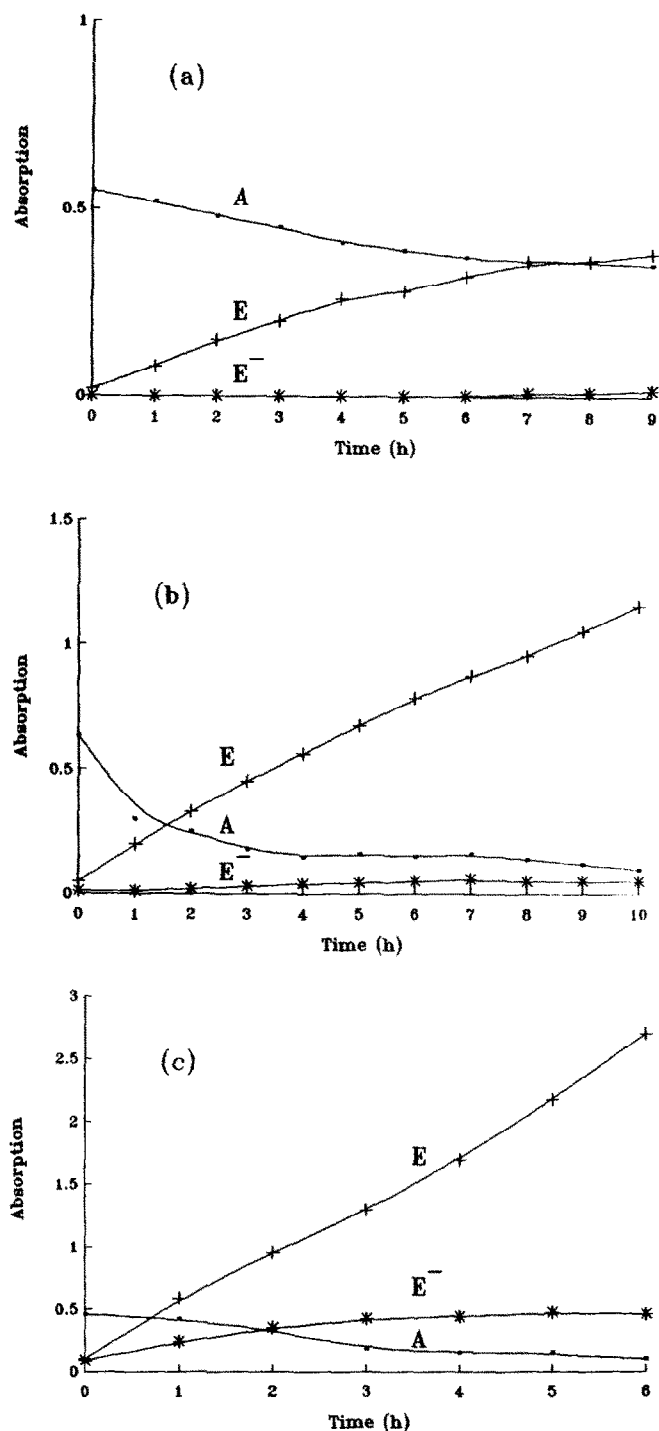 1
(a)
Absorption
A
0.5
E
E⁻
0
0 1 2 3 4 5 6 7 8 9
Time (h)
1.5
(b)
1
Absorption
E
0.5
A
E⁻
0
0 1 2 3 4 5 6 7 8 9 10
Time (h)
3
(c)
2.5
E
2
Absorption
1.5
1
E⁻
0.5
A
0
0 1 2 3 4 5 6
Time (h)